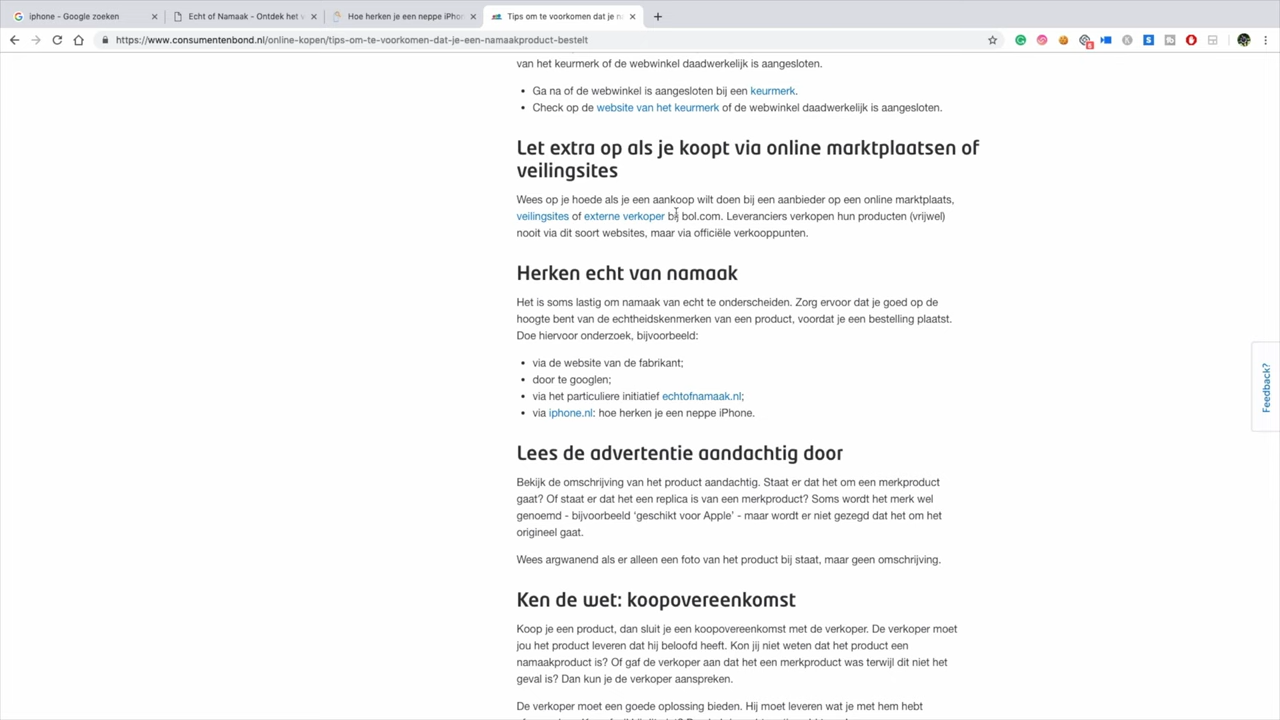 iphone - Google zoeken
Echt of Namaak - Ontdek het v
Hoe herken je een neppe iPhon
Tips om te voorkomen dat je na
https://www.consumentenbond.nl/online-kopen/tips-om-te-voorkomen-dat-je-een-namaakproduct-bestelt
van het keurmerk of de webwinkel daadwerkelijk is aangesloten.
• Ga na of de webwinkel is aangesloten bij een keurmerk.
• Check op de website van het keurmerk of de webwinkel daadwerkelijk is aangesloten.
Let extra op als je koopt via online marktplaatsen of
veilingsites
Wees op je hoede als je een aankoop wilt doen bij een aanbieder op een online marktplaats,
veilingsites of externe verkoper bij bol.com. Leveranciers verkopen hun producten (vrijwel)
nooit via dit soort websites, maar via officiële verkooppunten.
Herken echt van namaak
Het is soms lastig om namaak van echt te onderscheiden. Zorg ervoor dat je goed op de
hoogte bent van de echtheidskenmerken van een product, voordat je een bestelling plaatst.
Doe hiervoor onderzoek, bijvoorbeeld:
• via de website van de fabrikant;
• door te googlen;
• via het particuliere initiatief echtofnamaak.nl;
• via iphone.nl: hoe herken je een neppe iPhone.
Feedback?
Lees de advertentie aandachtig door
Bekijk de omschrijving van het product aandachtig. Staat er dat het om een merkproduct
gaat? Of staat er dat het een replica is van een merkproduct? Soms wordt het merk wel
genoemd - bijvoorbeeld ‘geschikt voor Apple’ - maar wordt er niet gezegd dat het om het
origineel gaat.
Wees argwanend als er alleen een foto van het product bij staat, maar geen omschrijving.
Ken de wet: koopovereenkomst
Koop je een product, dan sluit je een koopovereenkomst met de verkoper. De verkoper moet
jou het product leveren dat hij beloofd heeft. Kon jij niet weten dat het product een
namaakproduct is? Of gaf de verkoper aan dat het een merkproduct was terwijl dit niet het
geval is? Dan kun je de verkoper aanspreken.
De verkoper moet een goede oplossing bieden. Hij moet leveren wat je met hem hebt